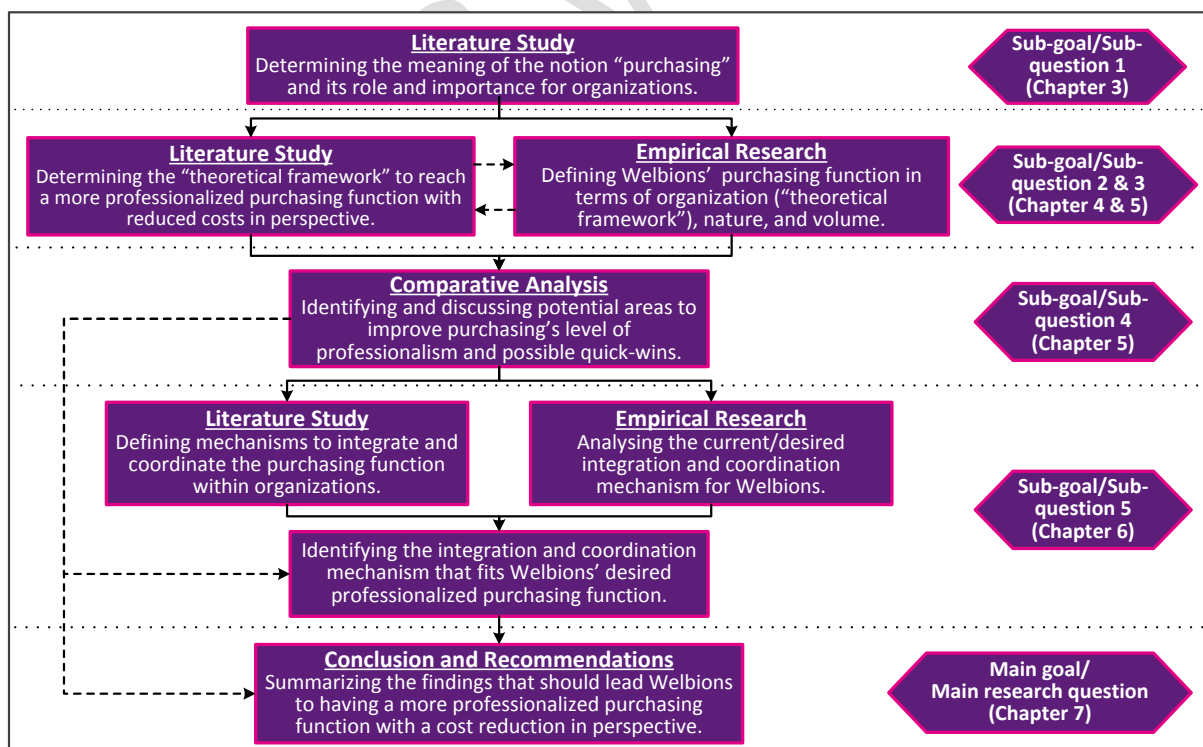 Literature Study
Determining the meaning of the notion “purchasing”
and its role and importance for organizations.
Sub-goal/Sub-
question 1
(Chapter 3)
Literature Study
Determining the “theoretical framework” to reach
a more professionalized purchasing function with
reduced costs in perspective.
Empirical Research
Defining Welbions’ purchasing function in
terms of organization (“theoretical
framework”), nature, and volume.
Sub-goal/Sub-
question 2 & 3
(Chapter 4 & 5)
Comparative Analysis
Identifying and discussing potential areas to
improve purchasing’s level of
professionalism and possible quick-wins.
Sub-goal/Sub-
question 4
(Chapter 5)
Literature Study
Defining mechanisms to integrate and
coordinate the purchasing function
within organizations.
Empirical Research
Analysing the current/desired
integration and coordination
mechanism for Welbions.
Sub-goal/Sub-
question 5
(Chapter 6)
Identifying the integration and coordination
mechanism that fits Welbions’ desired
professionalized purchasing function.
Conclusion and Recommendations
Summarizing the findings that should lead Welbions
to having a more professionalized purchasing
function with a cost reduction in perspective.
Main goal/
Main research question
(Chapter 7)